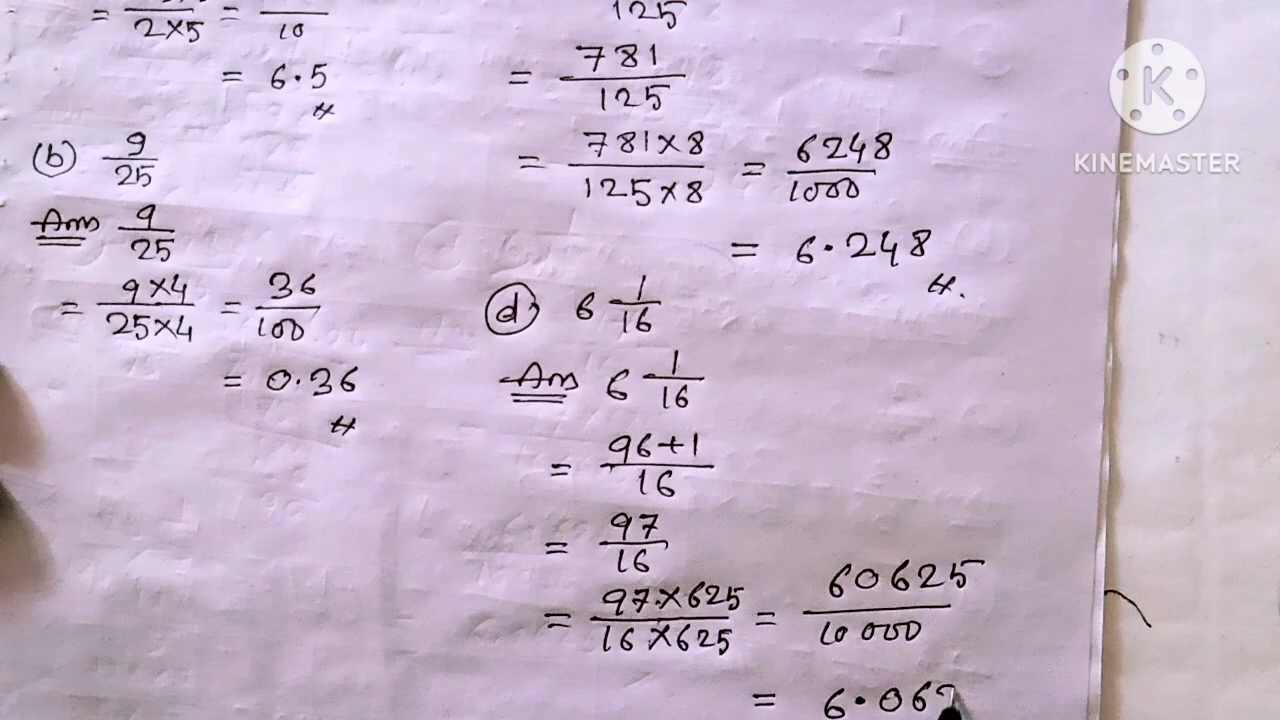 = /2×5 = /10
= 6.5
(b) 9/25
Ans 9/25
= 9×4/25×4 = 36/100
= 0.36
125
= 781/125
= 781×8/125×8 = 6248/1000
= 6.248
(d) 6 1/16
Ans 6 1/16
= 96+1/16
= 97/16
= 97×625/16×625 = 60625/10000
= 6.062
K
KINEMASTER